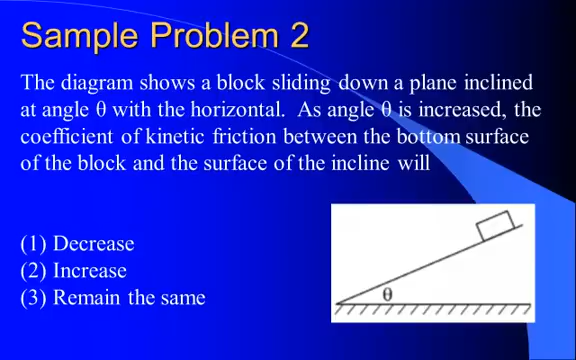 Sample Problem 2
The diagram shows a block sliding down a plane inclined
at angle θ with the horizontal.  As angle θ is increased, the
coefficient of kinetic friction between the bottom surface
of the block and the surface of the incline will
(1) Decrease
(2) Increase
(3) Remain the same
θ